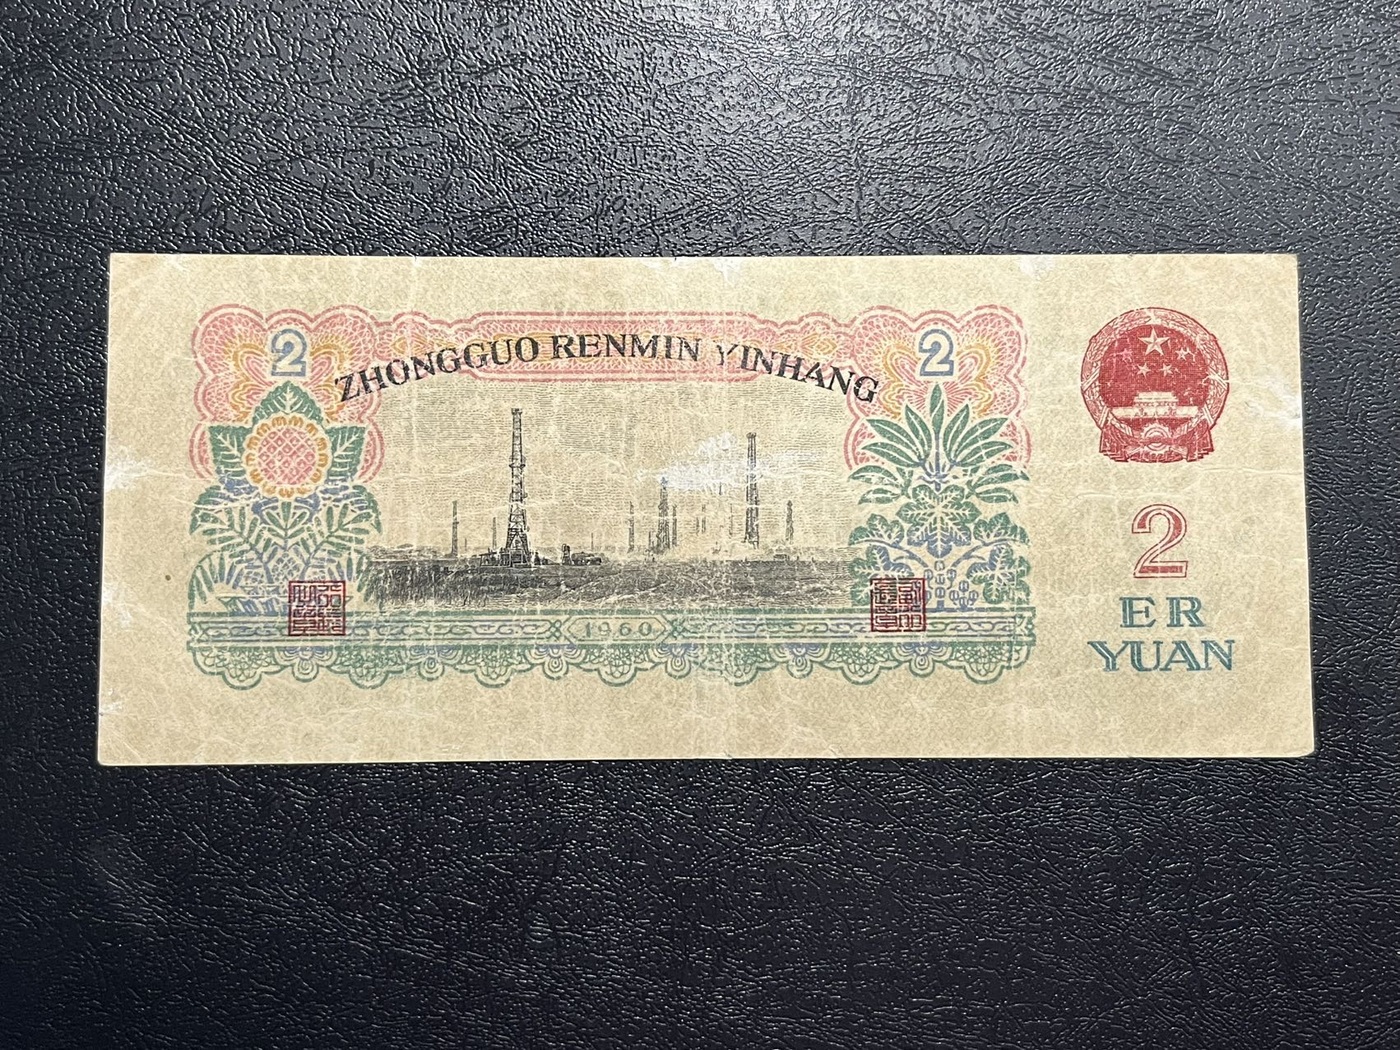 2
2
ZHONGGUO RENMIN YINHANG
2
ER
YUAN
1960